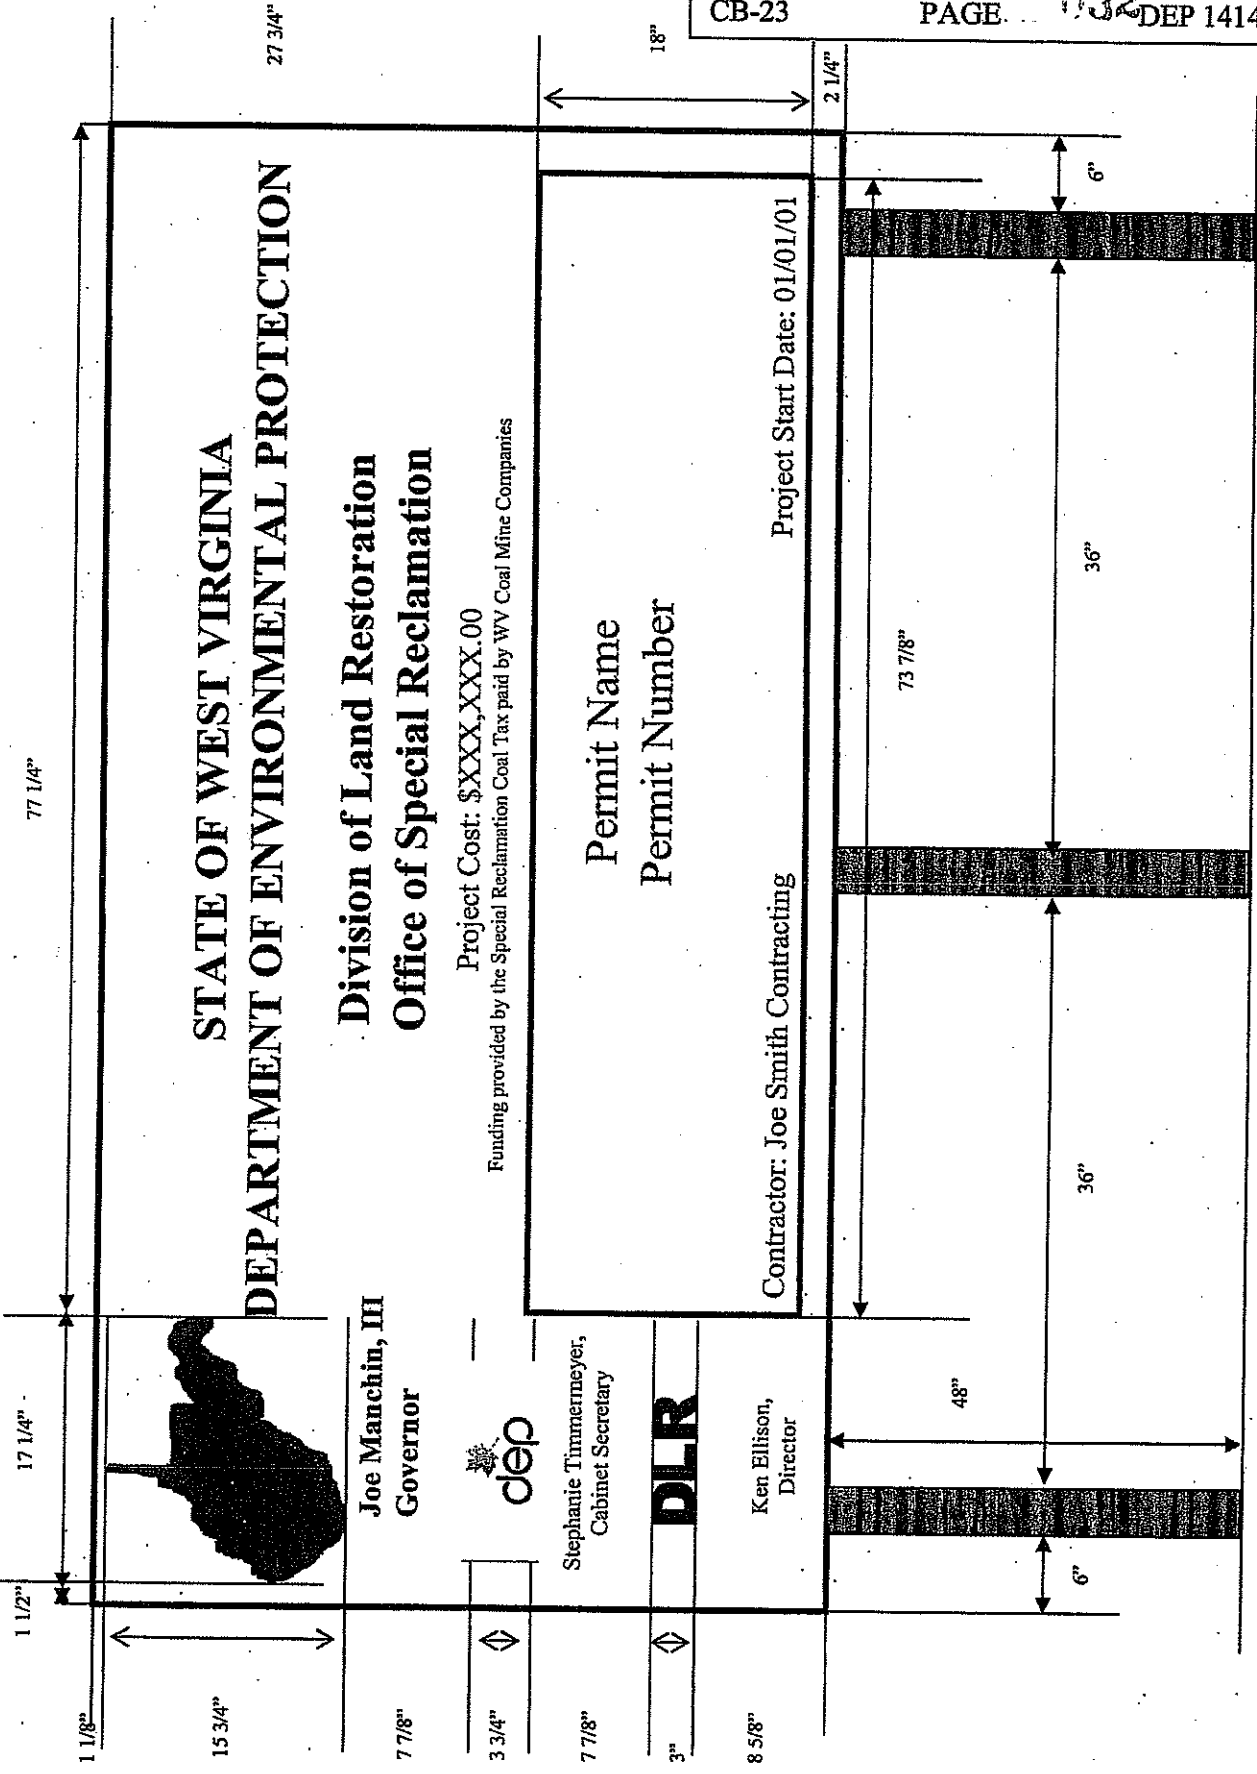 CB-23 PAGE DEP 1414
77 1/4"
17 1/4"
1 1/2"
1 1/8"
15 3/4"
7 7/8"
3 3/4"
7 7/8"
3"
8 5/8"
27 3/4"
18"
2 1/4"
STATE OF WEST VIRGINIA
DEPARTMENT OF ENVIRONMENTAL PROTECTION
Division of Land Restoration
Office of Special Reclamation
Project Cost: $XXX,XXX.00
Funding provided by the Special Reclamation Coal Tax paid by WV Coal Mine Companies
Joe Manchin, III
Governor
dep
Stephanie Timmermeyer,
Cabinet Secretary
DLR
Ken Ellison,
Director
Permit Name
Permit Number
Contractor: Joe Smith Contracting Project Start Date: 01/01/01
73 7/8"
48"
6"
36"
36"
6"